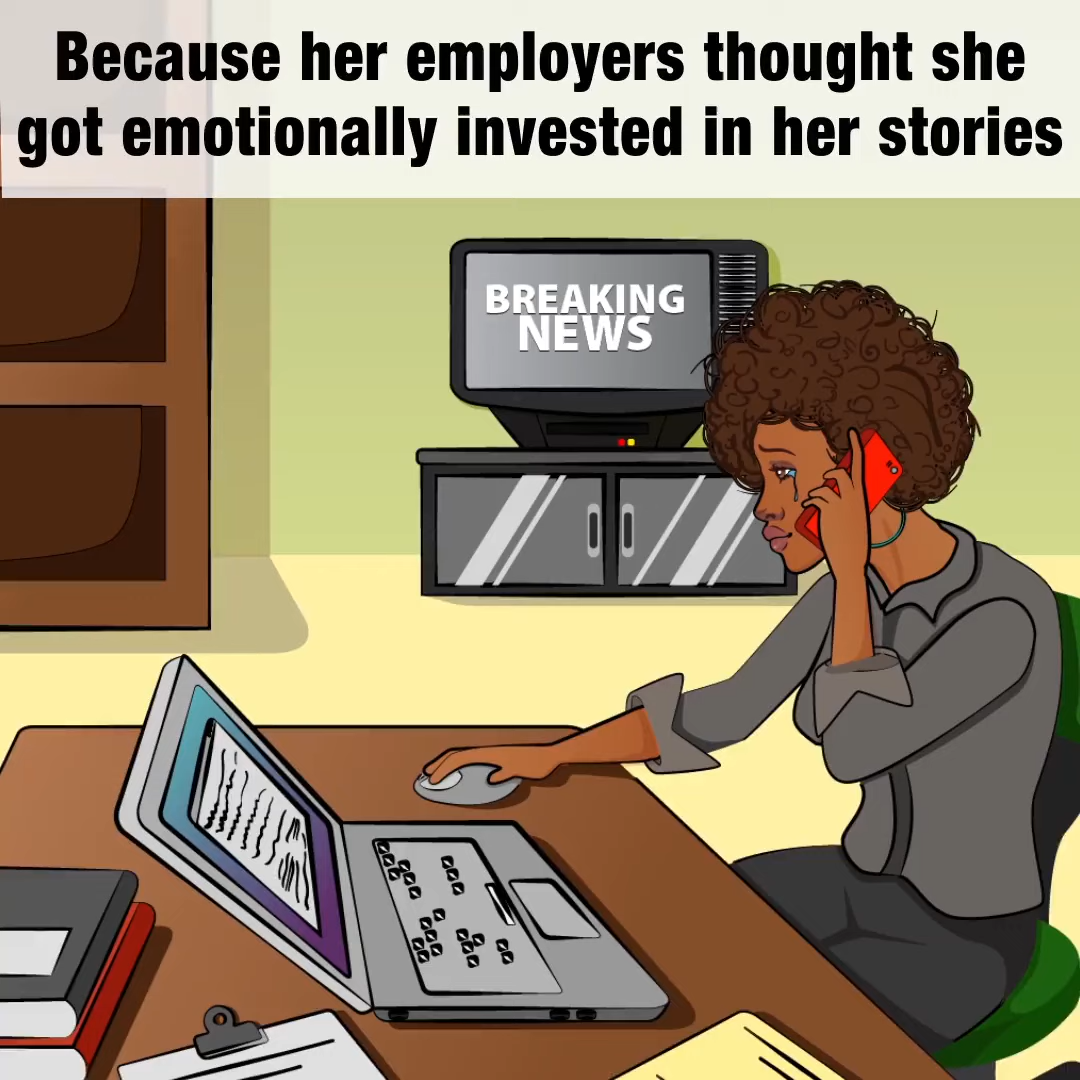 Because her employers thought she
got emotionally invested in her stories
BREAKING
NEWS